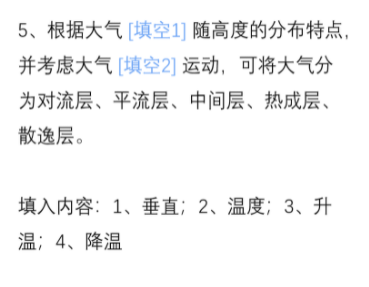 5、根据大气 [填空1] 随高度的分布特点，
并考虑大气 [填空2] 运动，可将大气分
为对流层、平流层、中间层、热成层、
散逸层。
填入内容：1、垂直；2、温度；3、升
温；4、降温